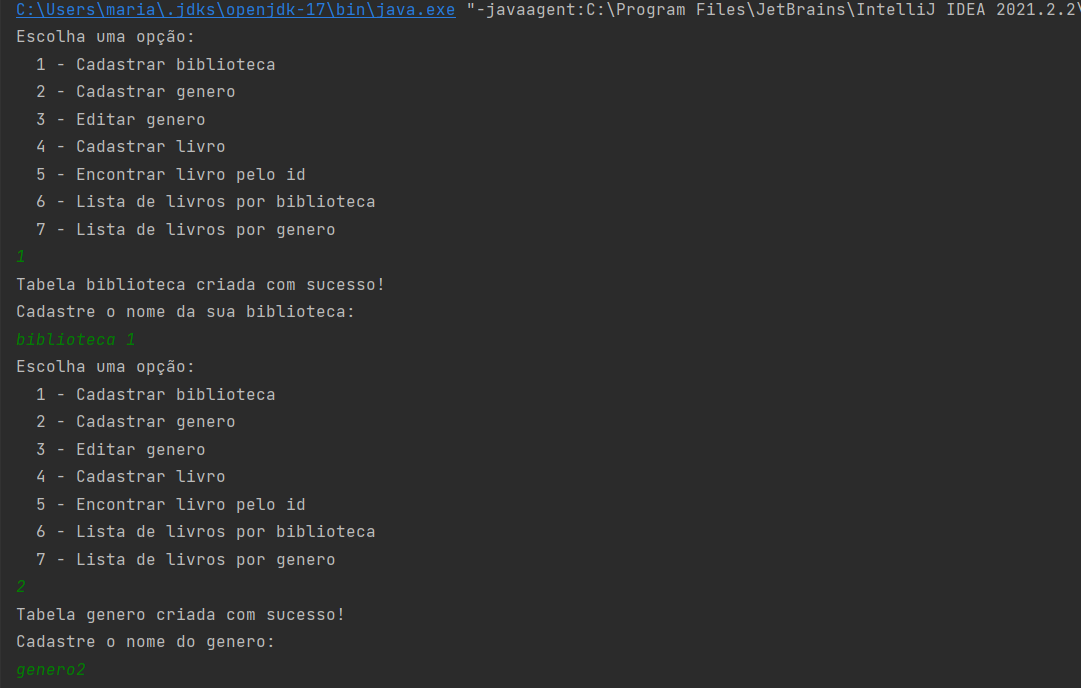 C:\Users\maria\.jdks\openjdk-17\bin\java.exe "-javaagent:C:\Program Files\JetBrains\IntelliJ IDEA 2021.2.2\
Escolha uma opção:
1 - Cadastrar biblioteca
2 - Cadastrar genero
3 - Editar genero
4 - Cadastrar livro
5 - Encontrar livro pelo id
6 - Lista de livros por biblioteca
7 - Lista de livros por genero
1
Tabela biblioteca criada com sucesso!
Cadastre o nome da sua biblioteca:
biblioteca 1
Escolha uma opção:
1 - Cadastrar biblioteca
2 - Cadastrar genero
3 - Editar genero
4 - Cadastrar livro
5 - Encontrar livro pelo id
6 - Lista de livros por biblioteca
7 - Lista de livros por genero
2
Tabela genero criada com sucesso!
Cadastre o nome do genero:
genero2